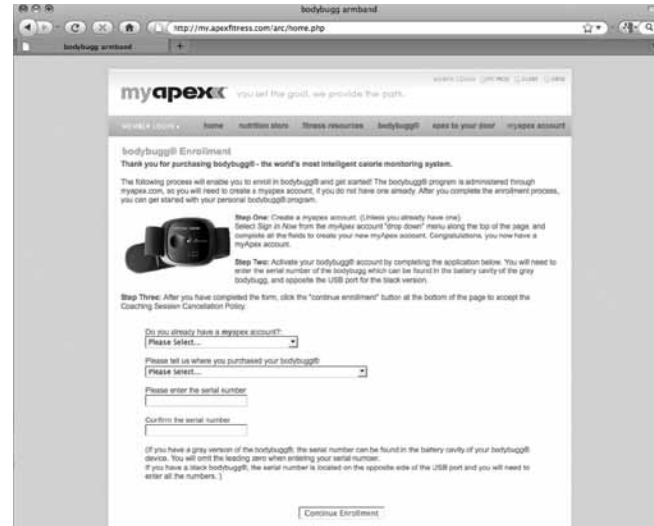 bodybugg armband
http://my.apexfitress.com/arc/home.php
bodybugg armband
myapex you set the goal, we provide the path.
MEMBER LOGIN home nutrition store fitness resources bodybugg® apex to your door myapex account
bodybugg® Enrollment
Thank you for purchasing bodybugg® - the world's most intelligent calorie monitoring system.
The following process will enable you to enroll in bodybugg® and get started! The bodybugg® program is administered through
myapex.com, so you will need to create a myapex account, if you do not have one already. After you complete the enrollment process,
you can get started with your personal bodybugg® program.
Step One: Create a myapex account. (Unless you already have one)
Select Sign in Now from the myApex account "drop down" menu along the top of the page, and
complete all the fields to create your new myApex account. Congratulations, you now have a
myApex account.
Step Two: Activate your bodybugg® account by completing the application below. You will need to
enter the serial number of the bodybugg which can be found in the battery cavity of the gray
bodybugg, and opposite the USB port for the black version.
Step Three: After you have completed the form, click the "continue enrollment" button at the bottom of the page to accept the
Coaching Session Cancellation
Policy.
Do you already have a myapex account?:
Please Select...
Please tell us where you purchased your bodybugg®
Please Select...
Please enter the serial number
Confirm the serial number
(If you have a gray version of the bodybugg®, the serial number can be found in the battery cavity of your bodybugg®
device. You will omit the leading zero when entering your serial number.
If you have a black bodybugg®, the serial number is located on the opposite side of the USB port and you will need to
enter all the numbers. )
Continue Enrollment